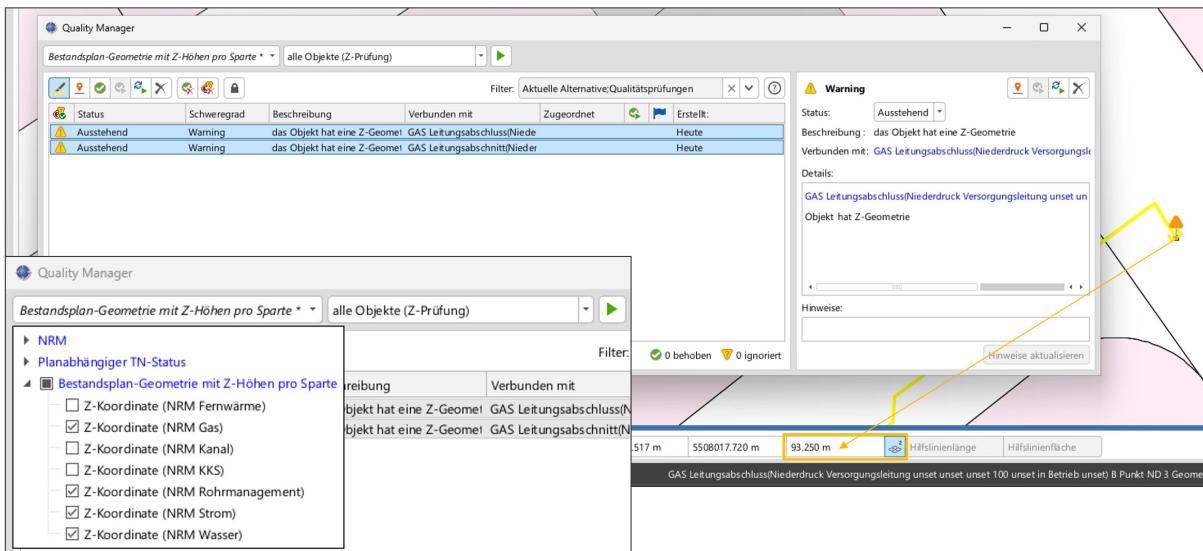 Quality Manager
Bestandsplan-Geometrie mit Z-Höhen pro Sparte * alle Objekte (Z-Prüfung)
Filter: Aktuelle Alternative;Qualitätsprüfungen
Status Schweregrad Beschreibung Verbunden mit Zugeordnet Erstellt:
Ausstehend Warning das Objekt hat eine Z-Geomet GAS Leitungsabschluss(Niede Heute
Ausstehend Warning das Objekt hat eine Z-Geomet GAS Leitungsabschnitt(Nieder Heute
0 behoben 0 ignoriert
Warning
Status: Ausstehend
Beschreibung : das Objekt hat eine Z-Geometrie
Verbunden mit: GAS Leitungsabschluss(Niederdruck Versorgungsle
Details:
GAS Leitungsabschluss(Niederdruck Versorgungsleitung unset un
Objekt hat Z-Geometrie
Hinweise:
Hinweise aktualisieren
Quality Manager
Bestandsplan-Geometrie mit Z-Höhen pro Sparte * alle Objekte (Z-Prüfung)
Filter:
NRM
Planabhängiger TN-Status
Bestandsplan-Geometrie mit Z-Höhen pro Sparte
Z-Koordinate (NRM Fernwärme)
Z-Koordinate (NRM Gas)
Z-Koordinate (NRM Kanal)
Z-Koordinate (NRM KKS)
Z-Koordinate (NRM Rohrmanagement)
Z-Koordinate (NRM Strom)
Z-Koordinate (NRM Wasser)
hreibung Verbunden mit
bjekt hat eine Z-Geomet GAS Leitungsabschluss(N
bjekt hat eine Z-Geomet GAS Leitungsabschnitt(N
.517 m 5508017.720 m 93.250 m z Hilfslinienlänge Hilfslinienfläche
GAS Leitungsabschluss(Niederdruck Versorgungsleitung unset unset unset 100 unset in Betrieb unset) B Punkt ND 3 Geome